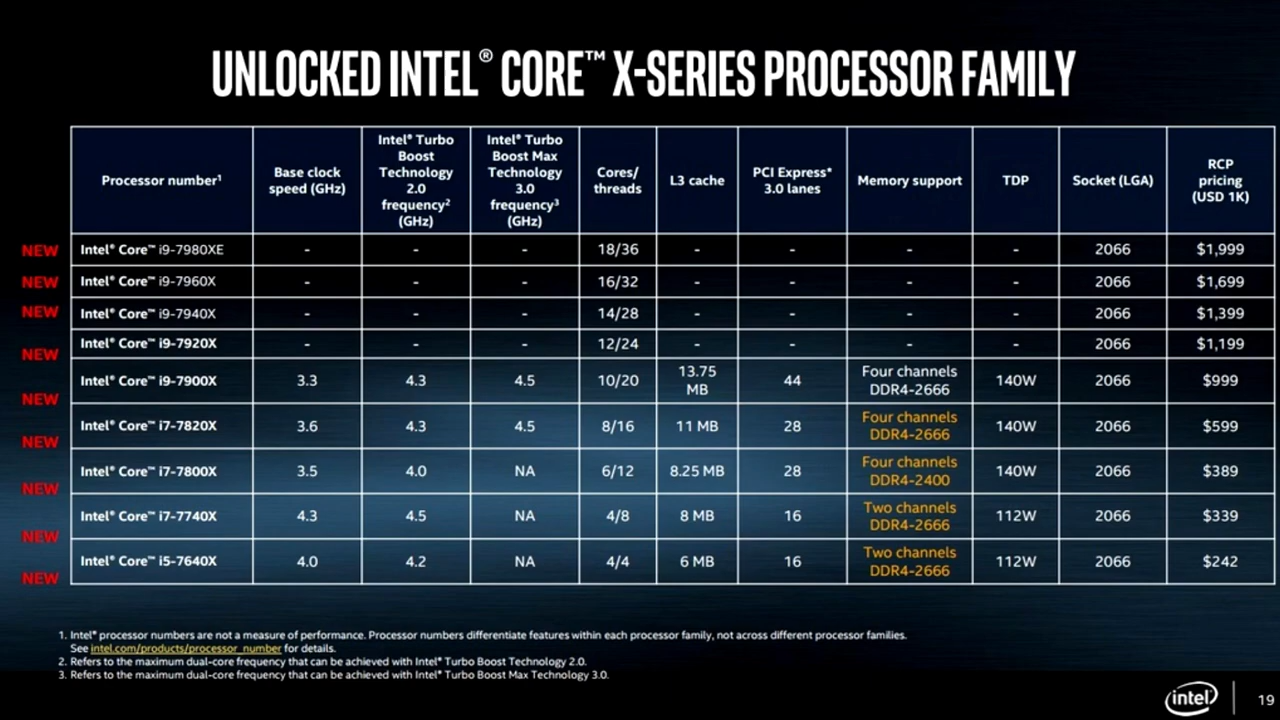 UNLOCKED INTEL® CORE™ X-SERIES PROCESSOR FAMILY
Processor number¹ Base clock speed (GHz) Intel® Turbo Boost Technology 2.0 frequency² (GHz) Intel® Turbo Boost Max Technology 3.0 frequency³ (GHz) Cores/ threads L3 cache PCI Express* 3.0 lanes Memory support TDP Socket (LGA) RCP pricing (USD 1K)
NEW Intel® Core™ i9-7980XE - - - 18/36 - - - - 2066 $1,999
NEW Intel® Core™ i9-7960X - - - 16/32 - - - - 2066 $1,699
NEW Intel® Core™ i9-7940X - - - 14/28 - - - - 2066 $1,399
NEW Intel® Core™ i9-7920X - - - 12/24 - - - - 2066 $1,199
NEW Intel® Core™ i9-7900X 3.3 4.3 4.5 10/20 13.75 MB 44 Four channels DDR4-2666 140W 2066 $999
NEW Intel® Core™ i7-7820X 3.6 4.3 4.5 8/16 11 MB 28 Four channels DDR4-2666 140W 2066 $599
NEW Intel® Core™ i7-7800X 3.5 4.0 NA 6/12 8.25 MB 28 Four channels DDR4-2400 140W 2066 $389
NEW Intel® Core™ i7-7740X 4.3 4.5 NA 4/8 8 MB 16 Two channels DDR4-2666 112W 2066 $339
NEW Intel® Core™ i5-7640X 4.0 4.2 NA 4/4 6 MB 16 Two channels DDR4-2666 112W 2066 $242
1. Intel® processor numbers are not a measure of performance. Processor numbers differentiate features within each processor family, not across different processor families.
See intel.com/products/processor_number for details.
2. Refers to the maximum dual-core frequency that can be achieved with Intel® Turbo Boost Technology 2.0.
3. Refers to the maximum dual-core frequency that can be achieved with Intel® Turbo Boost Max Technology 3.0.
intel 19